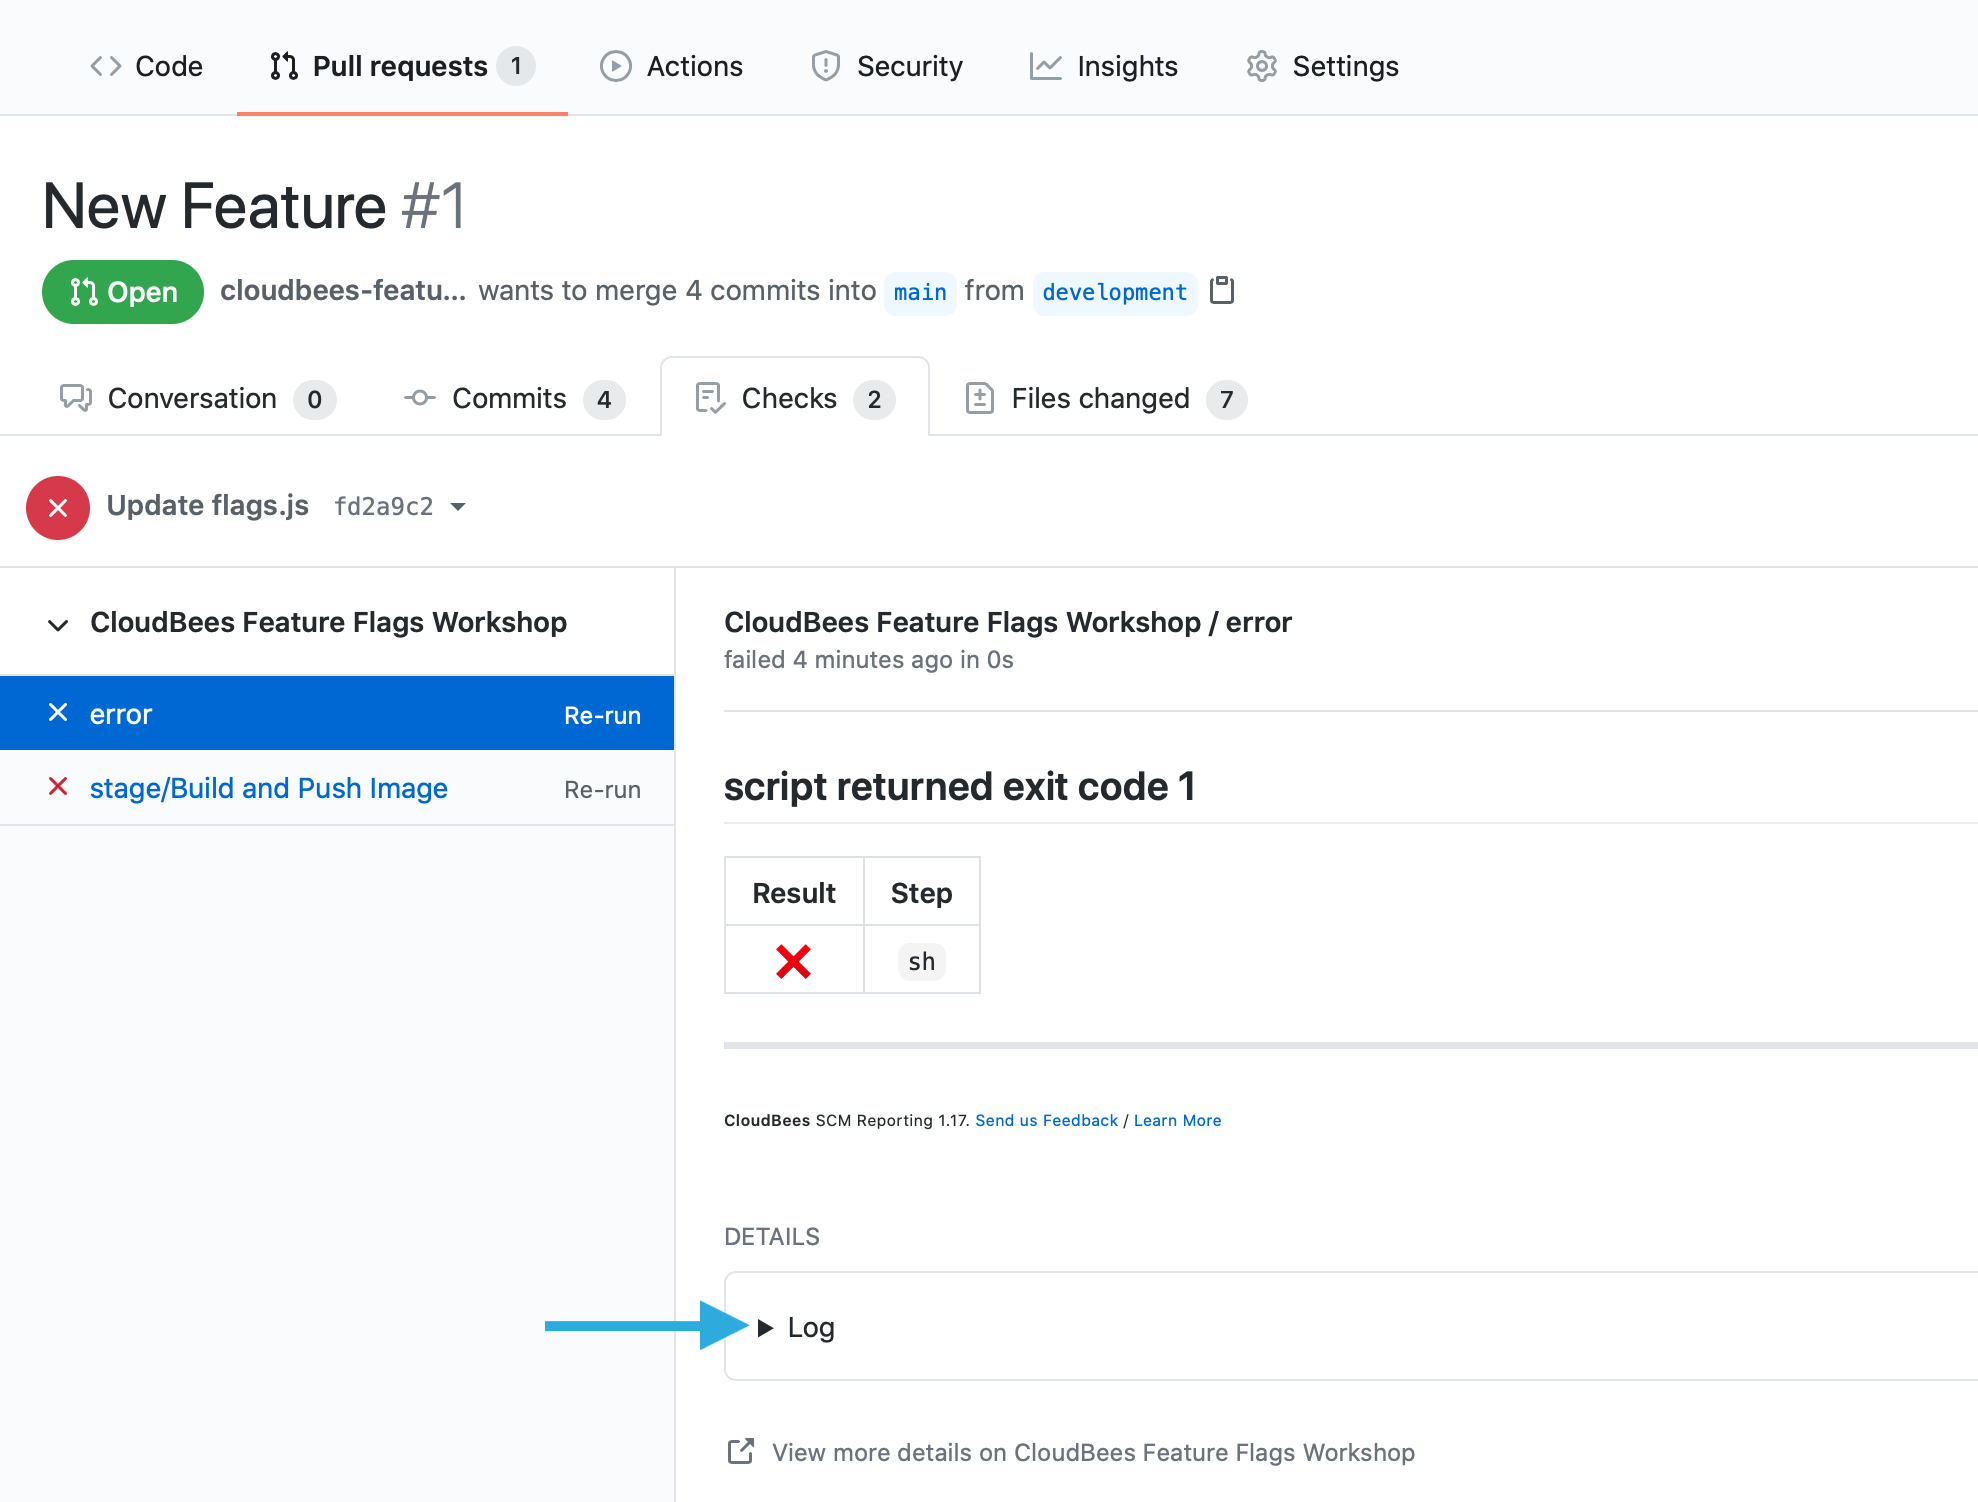 Code Pull requests 1 Actions Security Insights Settings
New Feature #1
Open cloudbees-featu... wants to merge 4 commits into main from development
Conversation 0 Commits 4 Checks 2 Files changed 7
Update flags.js fd2a9c2
CloudBees Feature Flags Workshop
error Re-run
stage/Build and Push Image Re-run
CloudBees Feature Flags Workshop / error
failed 4 minutes ago in 0s
script returned exit code 1
Result Step
sh
CloudBees SCM Reporting 1.17. Send us Feedback / Learn More
DETAILS
Log
View more details on CloudBees Feature Flags Workshop